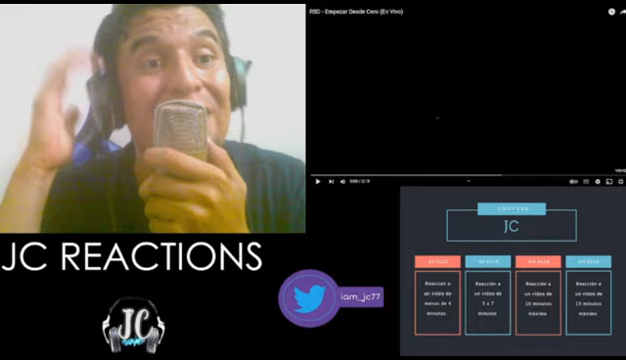 RBD - Empezar Desde Cero (En Vivo)
JC REACTIONS
JC
iam_jc77
JC
Reacción a
un video de
menos de 4
minutos.
Reacción a
un video de
5 a 7
minutos
Reacción a
un video de
10 minutos
máximo
Reacción a
un video de
15 minutos
máximo